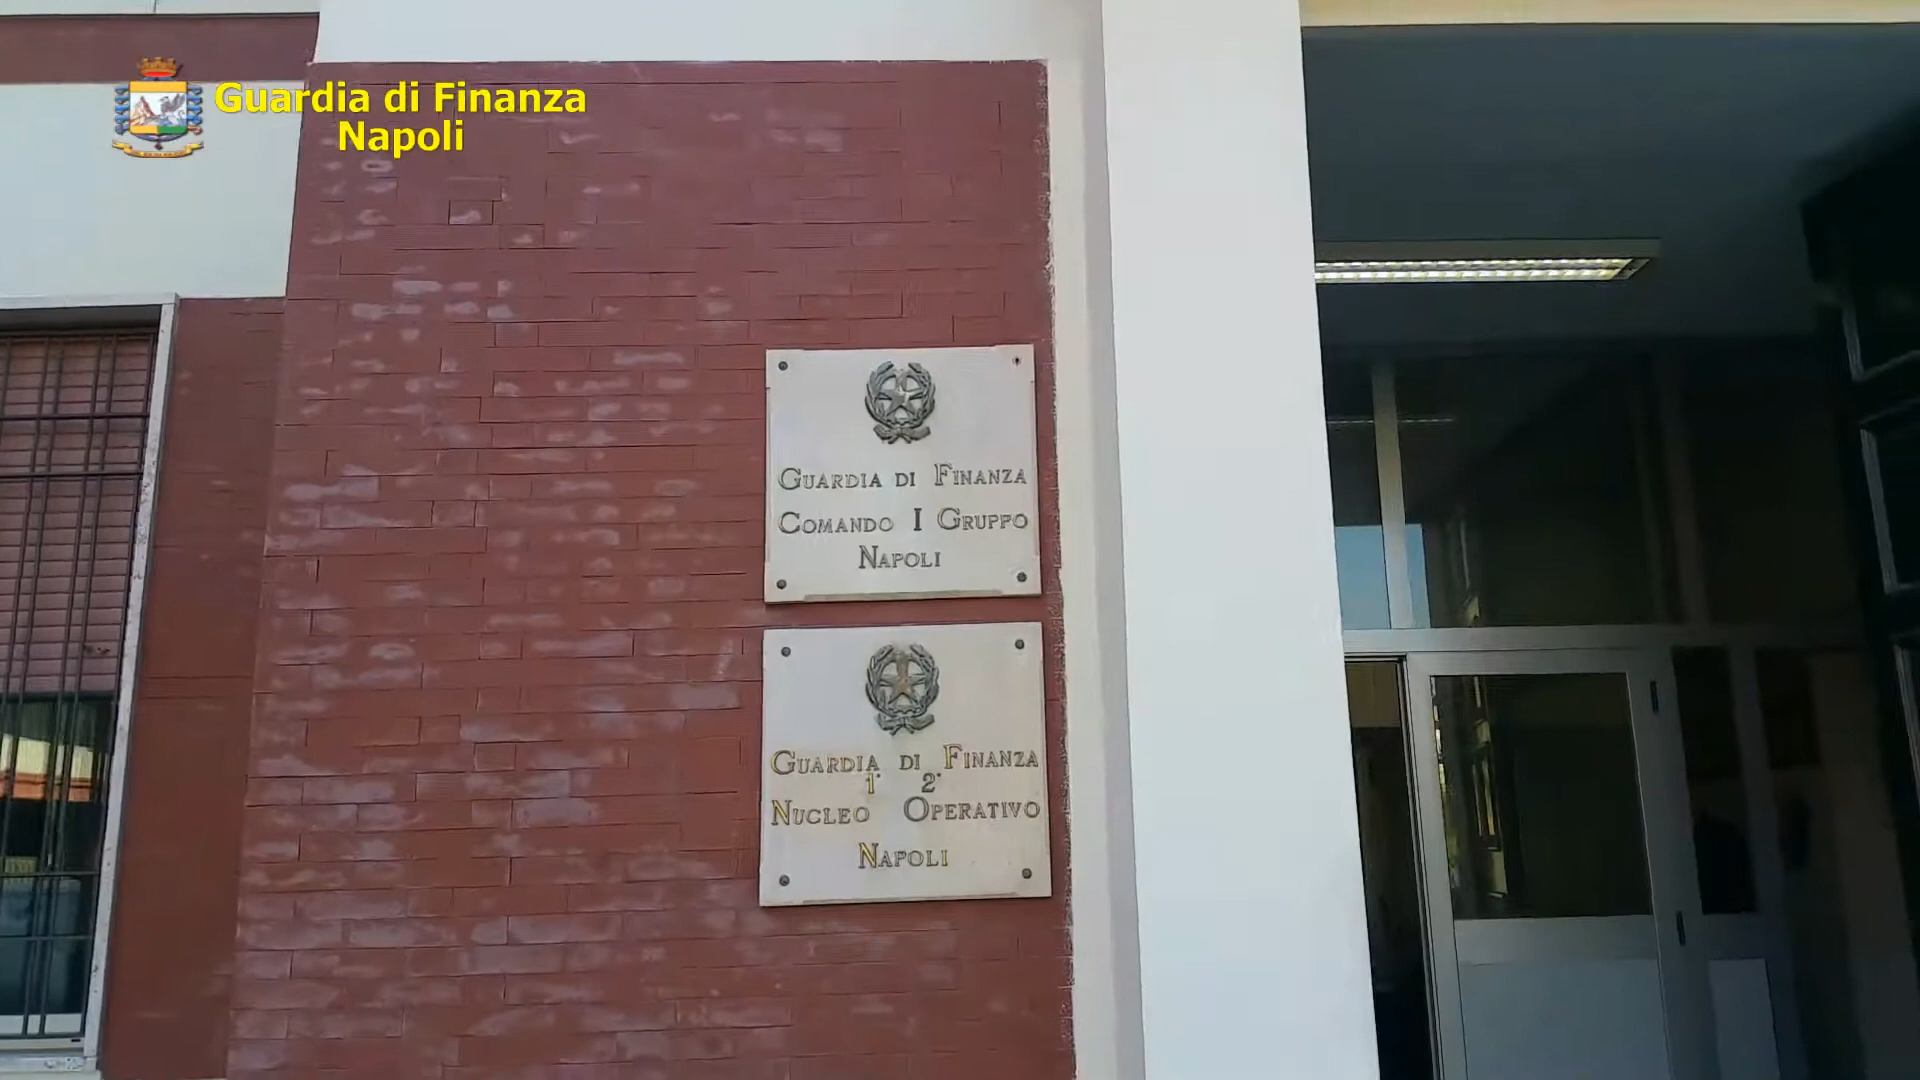 Guardia di Finanza
Napoli
GUARDIA DI FINANZA
COMANDO I GRUPPO
NAPOLI
GUARDIA DI FINANZA
1° 2°
NUCLEO OPERATIVO
NAPOLI